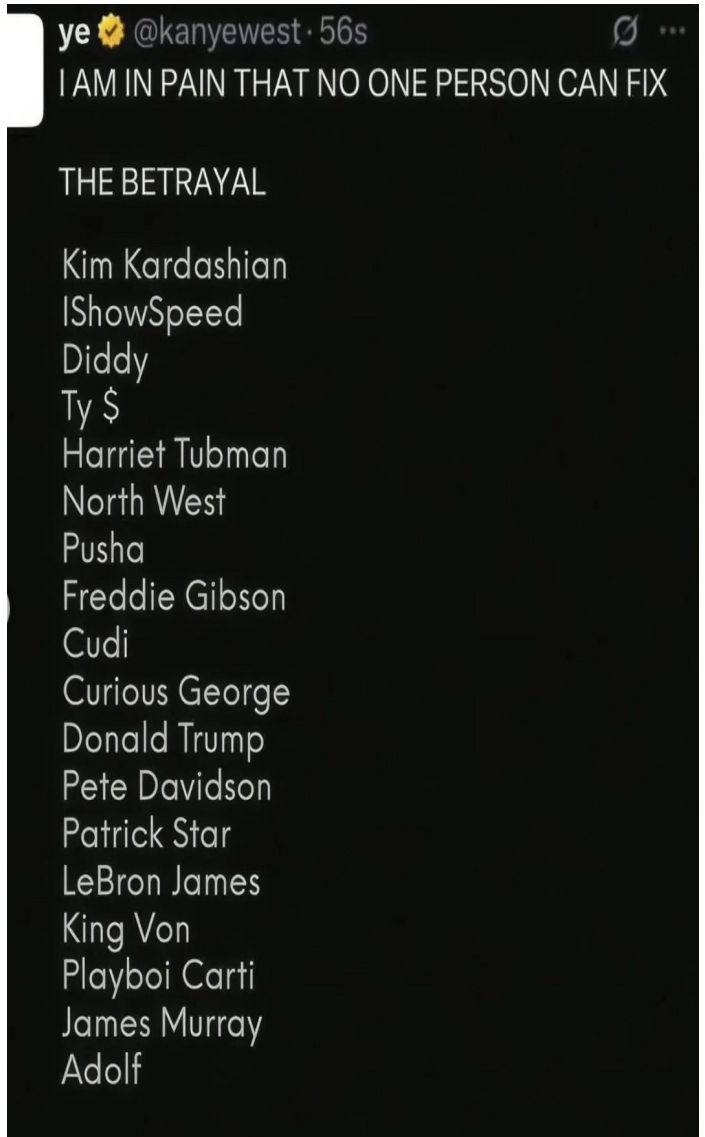 ye @kanyewest · 56s
I AM IN PAIN THAT NO ONE PERSON CAN FIX
THE BETRAYAL
Kim Kardashian
IShowSpeed
Diddy
Ty $
Harriet Tubman
North West
Pusha
Freddie Gibson
Cudi
Curious George
Donald Trump
Pete Davidson
Patrick Star
LeBron James
King Von
Playboi Carti
James Murray
Adolf